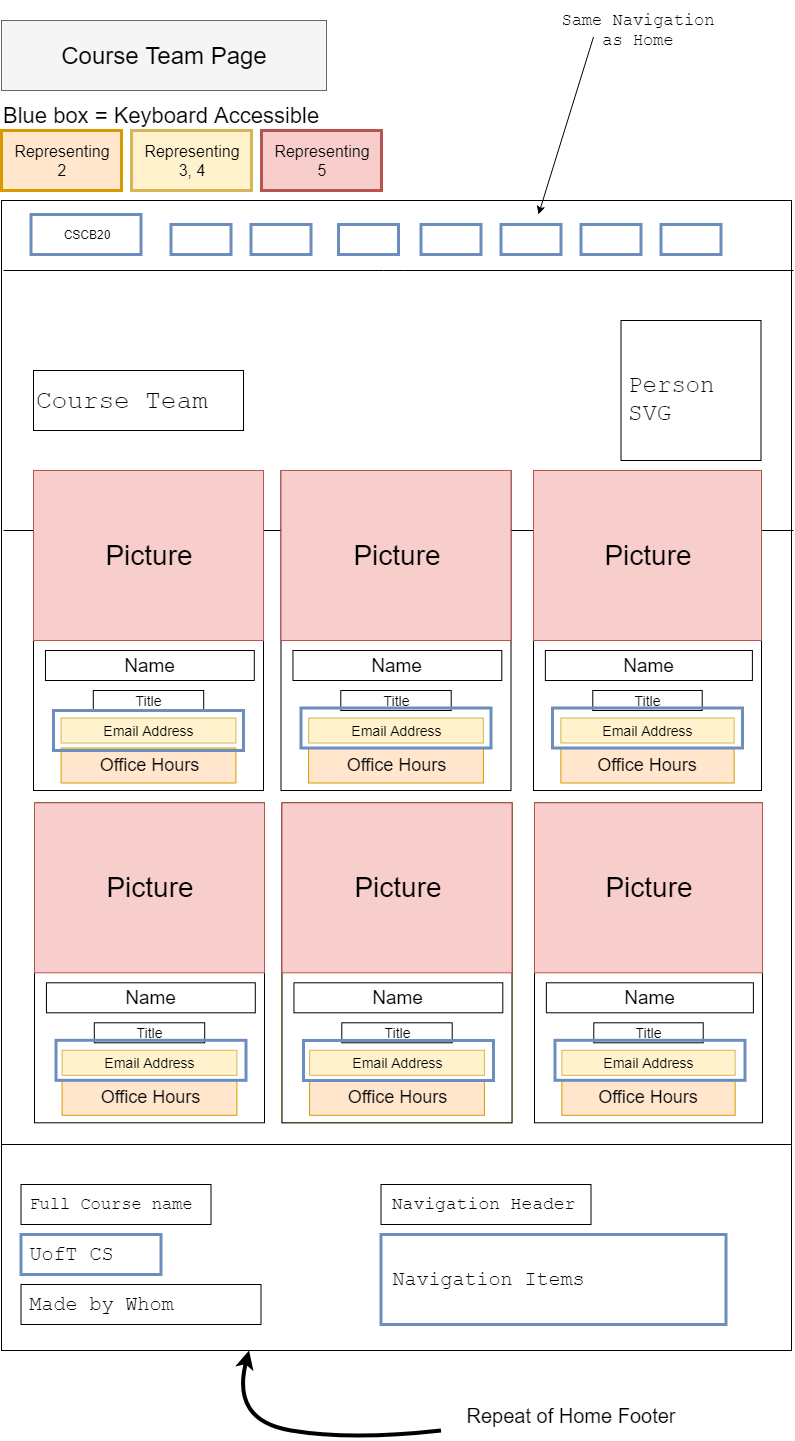 Same Navigation
as Home
Course Team Page
Blue box = Keyboard Accessible
Representing
2
Representing
3, 4
Representing
5
CSCB20
Course Team
Person
SVG
Picture
Picture
Picture
Name
Name
Name
Title
Title
Title
Email Address
Email Address
Email Address
Office Hours
Office Hours
Office Hours
Picture
Picture
Picture
Name
Name
Name
Title
Title
Title
Email Address
Email Address
Email Address
Office Hours
Office Hours
Office Hours
Full Course name
Navigation Header
UofT CS
Navigation Items
Made by Whom
Repeat of Home Footer